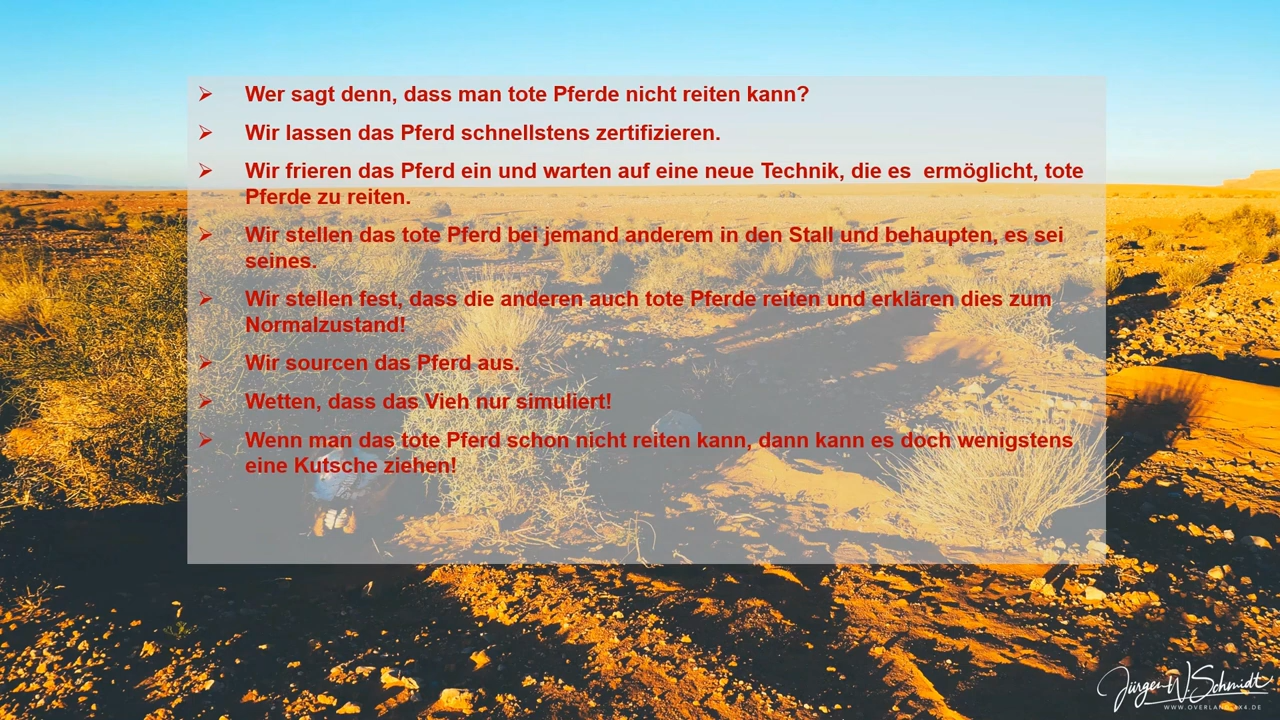 ➢ Wer sagt denn, dass man tote Pferde nicht reiten kann?
➢ Wir lassen das Pferd schnellstens zertifizieren.
➢ Wir frieren das Pferd ein und warten auf eine neue Technik, die es  ermöglicht, tote
Pferde zu reiten.
➢ Wir stellen das tote Pferd bei jemand anderem in den Stall und behaupten, es sei
seines.
➢ Wir stellen fest, dass die anderen auch tote Pferde reiten und erklären dies zum
Normalzustand!
➢ Wir sourcen das Pferd aus.
➢ Wetten, dass das Vieh nur simuliert!
➢ Wenn man das tote Pferd schon nicht reiten kann, dann kann es doch wenigstens
eine Kutsche ziehen!
Jürgen W. Schmidt
WWW.OVERLAND-4X4.DE